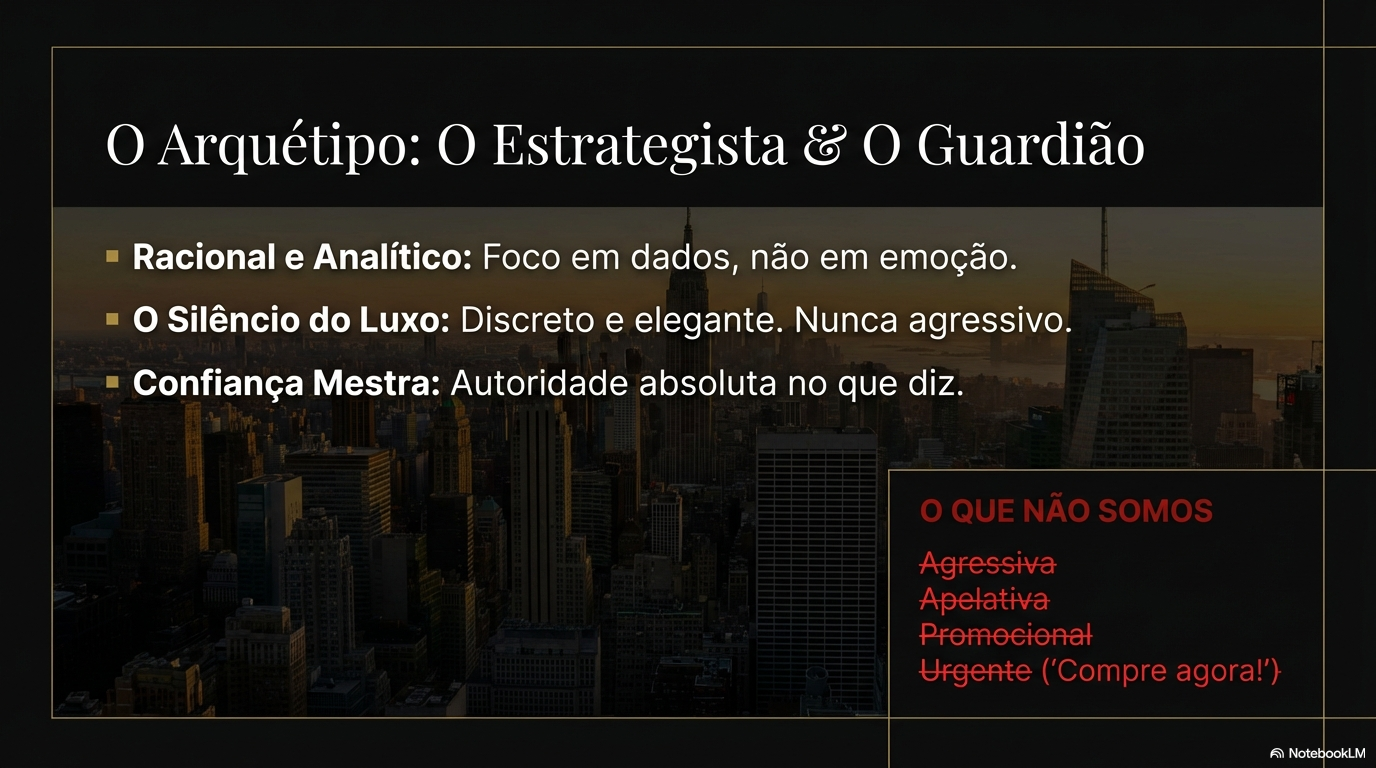 O Arquétipo: O Estrategista & O Guardião
Racional e Analítico: Foco em dados, não em emoção.
O Silêncio do Luxo: Discreto e elegante. Nunca agressivo.
Confiança Mestra: Autoridade absoluta no que diz.
O QUE NÃO SOMOS
Agressiva
Apelativa
Promocional
Urgente (‘Compre agora!’)
NotebookLM